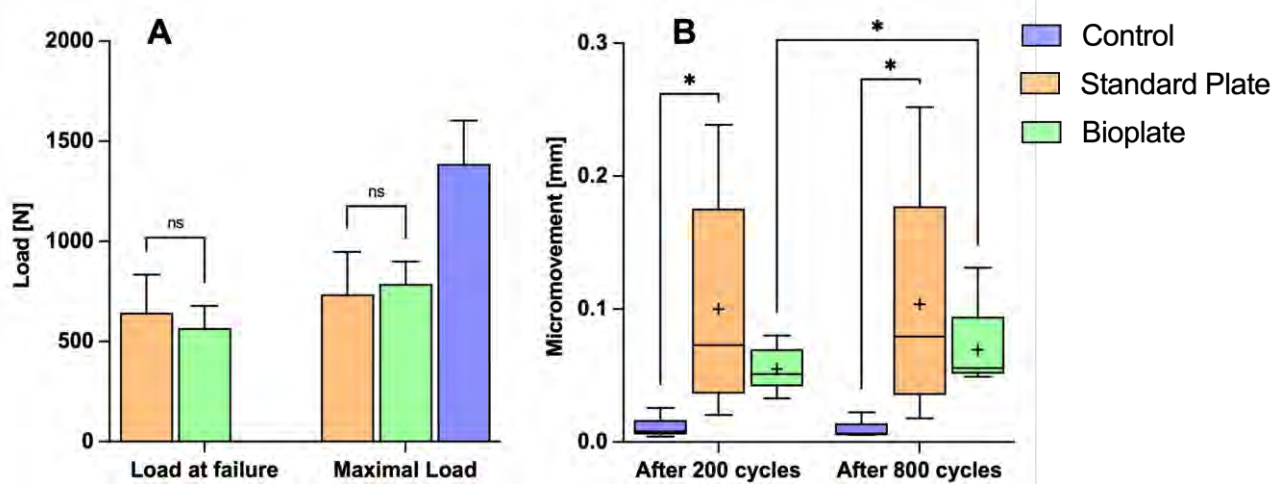 A
Load [N]
2000
1500
1000
500
0
ns
ns
Load at failure
Maximal Load
B
Micromovement [mm]
0.3
0.2
0.1
0.0
*
*
*
After 200 cycles
After 800 cycles
Control
Standard Plate
Bioplate